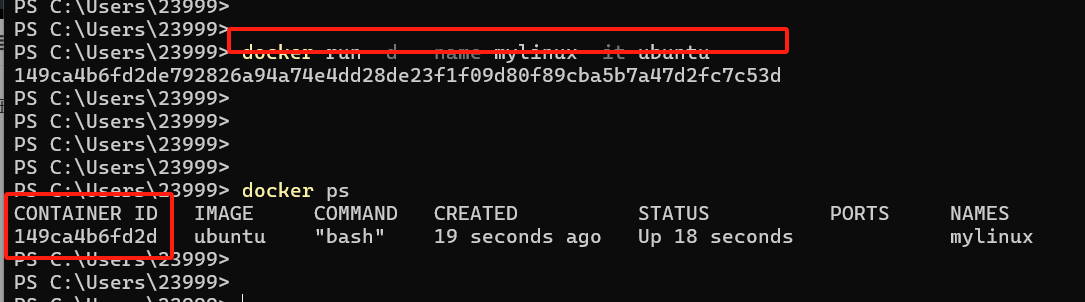 PS C:\Users\23999>
PS C:\Users\23999>
PS C:\Users\23999> docker run -d --name mylinux -it ubuntu
149ca4b6fd2de792826a94a74e4dd28de23f1f09d80f89cba5b7a47d2fc7c53d
PS C:\Users\23999>
PS C:\Users\23999>
PS C:\Users\23999>
PS C:\Users\23999>
PS C:\Users\23999> docker ps
CONTAINER ID IMAGE COMMAND CREATED STATUS PORTS NAMES
149ca4b6fd2d ubuntu "bash" 19 seconds ago Up 18 seconds mylinux
PS C:\Users\23999>
PS C:\Users\23999>
PS C:\Users\23999>